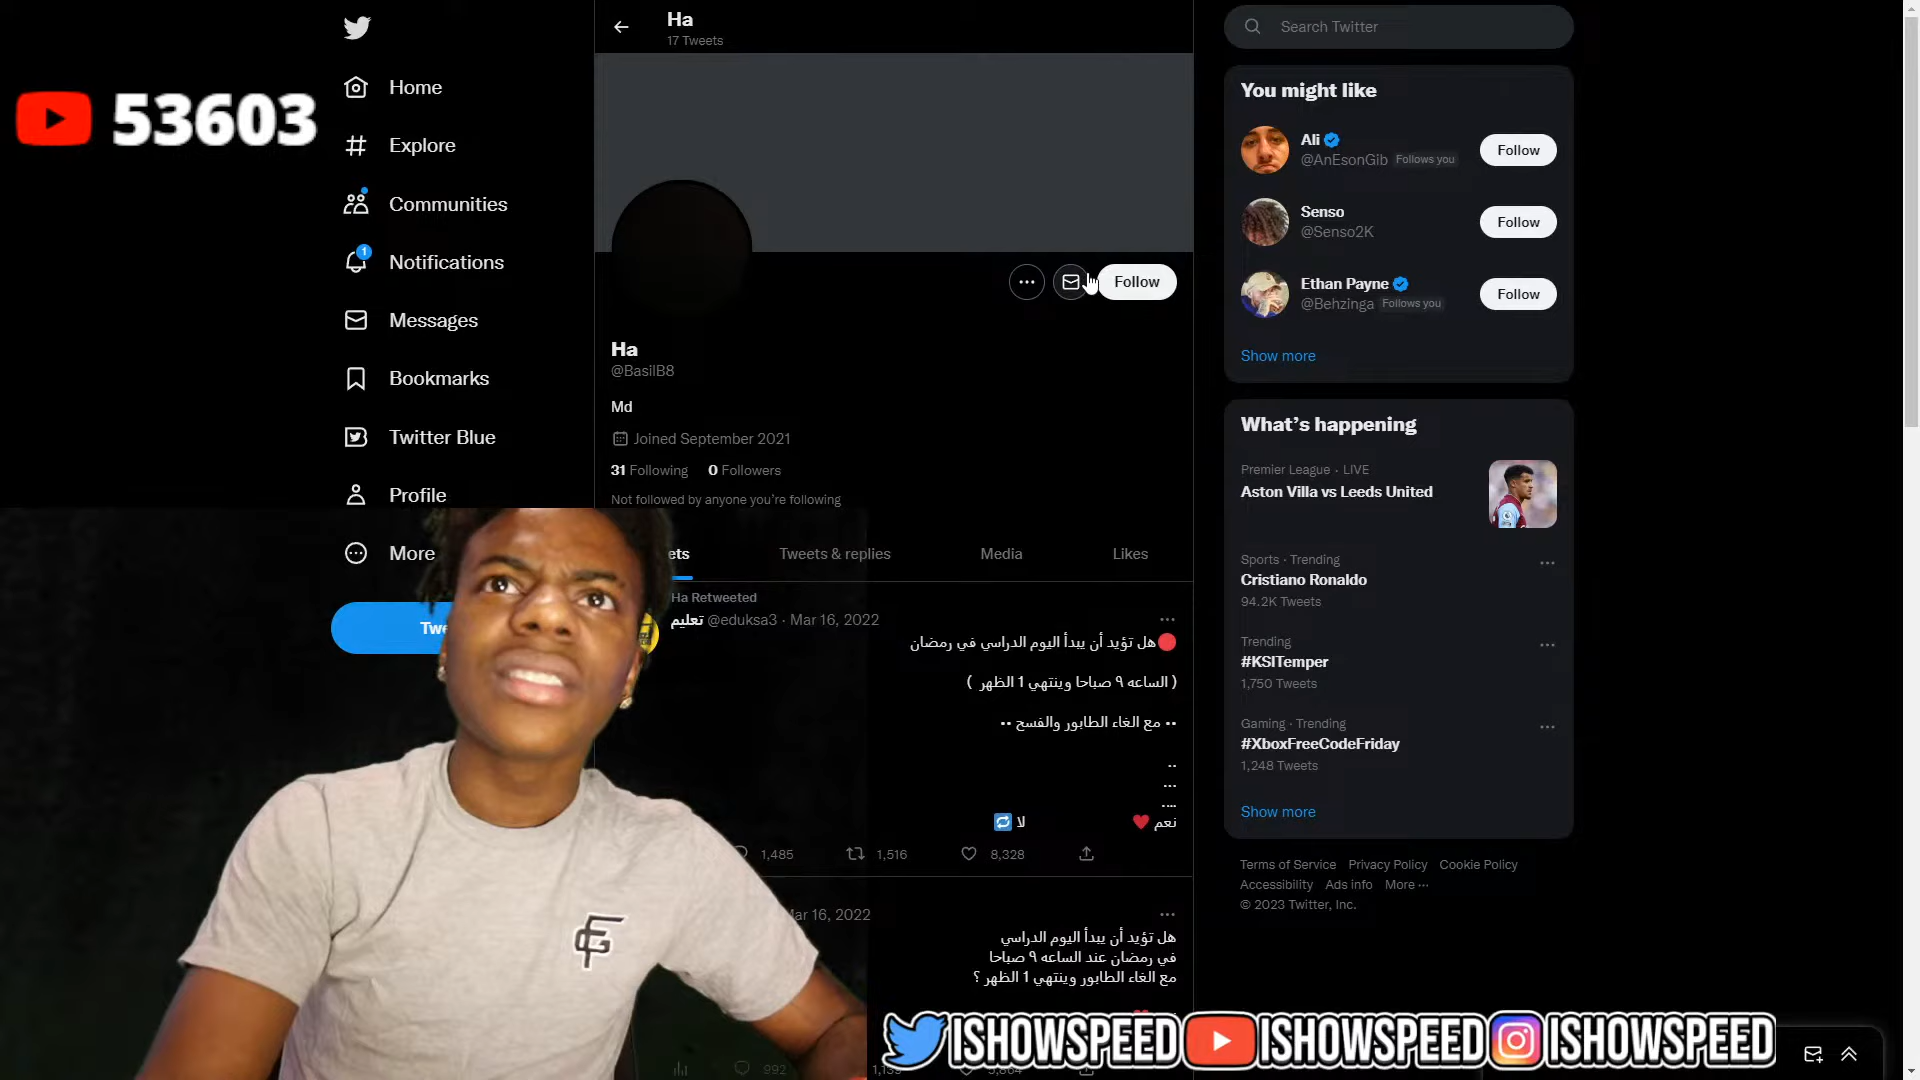 53603
Home
Explore
Communities
1
Notifications
Messages
Bookmarks
Twitter Blue
Profile
More
Ha
17 Tweets
Follow
Ha
@BasilB8
Md
Joined September 2021
31 Following 0 Followers
Not followed by anyone you're following
Tweets & replies
Media
Likes
Ha Retweeted
تعليم @eduksa3 · Mar 16, 2022
هل تؤيد أن يبدأ اليوم الدراسي في رمضان
( الساعه ٩ صباحا وينتهي 1 الظهر )
•• مع الغاء الطابور والفسح ••
..
...
....
نعم ❤ لا 🔁
1,485 1,516 8,328
Mar 16, 2022
هل تؤيد أن يبدأ اليوم الدراسي
في رمضان عند الساعه ٩ صباحا
مع الغاء الطابور وينتهي 1 الظهر ؟
992
Search Twitter
You might like
Ali
@AnEsonGib Follows you
Follow
Senso
@Senso2K
Follow
Ethan Payne
@Behzinga Follows you
Follow
Show more
What's happening
Premier League · LIVE
Aston Villa vs Leeds United
Sports · Trending
Cristiano Ronaldo
94.2K Tweets
Trending
#KSITemper
1,750 Tweets
Gaming · Trending
#XboxFreeCodeFriday
1,248 Tweets
Show more
Terms of Service Privacy Policy Cookie Policy
Accessibility Ads info More ···
© 2023 Twitter, Inc.
ISHOWSPEED ISHOWSPEED ISHOWSPEED